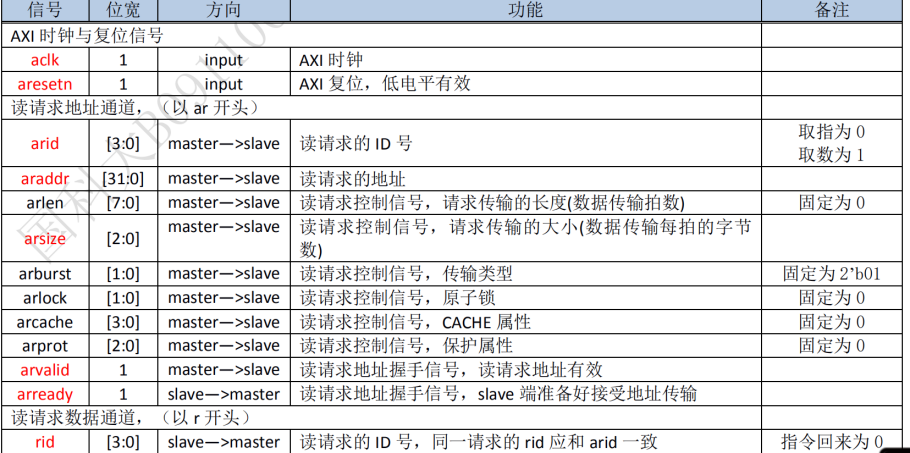 信号 位宽 方向 功能 备注
AXI 时钟与复位信号
aclk 1 input AXI 时钟
aresetn 1 input AXI 复位，低电平有效
读请求地址通道，（以 ar 开头）
arid [3:0] master—>slave 读请求的 ID 号 取指为 0
取数为 1
araddr [31:0] master—>slave 读请求的地址
arlen [7:0] master—>slave 读请求控制信号，请求传输的长度(数据传输拍数) 固定为 0
arsize [2:0] master—>slave 读请求控制信号，请求传输的大小(数据传输每拍的字节
数)
arburst [1:0] master—>slave 读请求控制信号，传输类型 固定为 2’b01
arlock [1:0] master—>slave 读请求控制信号，原子锁 固定为 0
arcache [3:0] master—>slave 读请求控制信号，CACHE 属性 固定为 0
arprot [2:0] master—>slave 读请求控制信号，保护属性 固定为 0
arvalid 1 master—>slave 读请求地址握手信号，读请求地址有效
arready 1 slave—>master 读请求地址握手信号，slave 端准备好接受地址传输
读请求数据通道，（以 r 开头）
rid [3:0] slave—>master 读请求的 ID 号，同一请求的 rid 应和 arid 一致 指令回来为 0